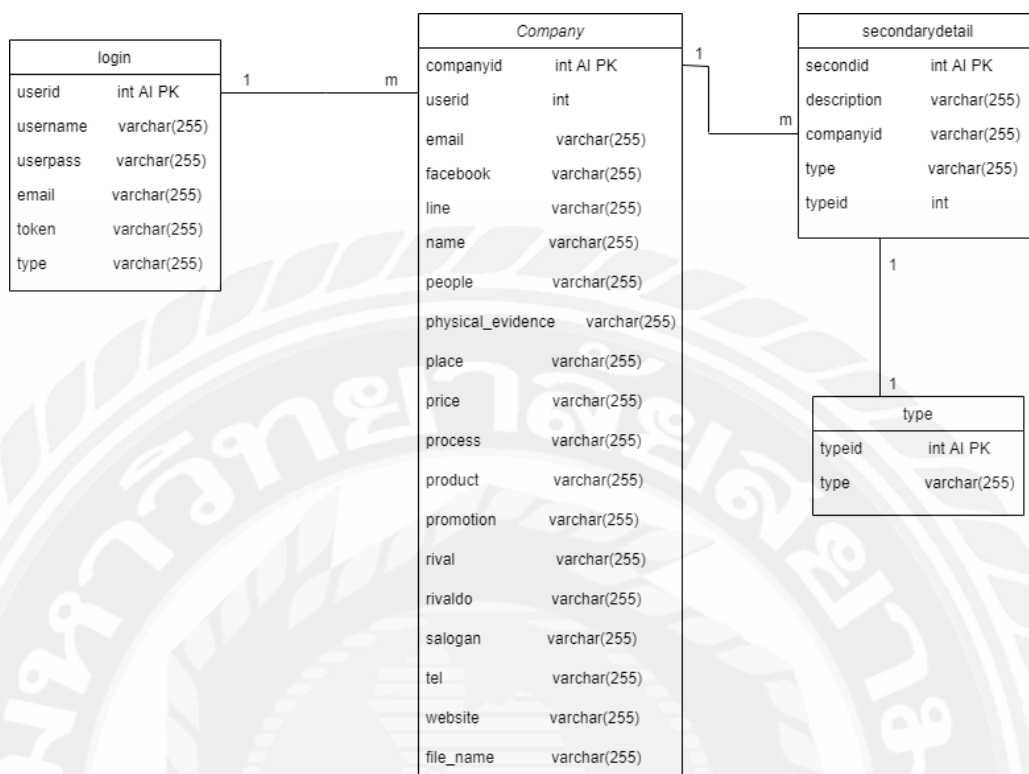 login
userid int AI PK
username varchar(255)
userpass varchar(255)
email varchar(255)
token varchar(255)
type varchar(255)
1 m
Company
companyid int AI PK
userid int
email varchar(255)
facebook varchar(255)
line varchar(255)
name varchar(255)
people varchar(255)
physical_evidence varchar(255)
place varchar(255)
price varchar(255)
process varchar(255)
product varchar(255)
promotion varchar(255)
rival varchar(255)
rivaldo varchar(255)
salogan varchar(255)
tel varchar(255)
website varchar(255)
file_name varchar(255)
1
m
secondarydetail
secondid int AI PK
description varchar(255)
companyid varchar(255)
type varchar(255)
typeid int
1
1
type
typeid int AI PK
type varchar(255)